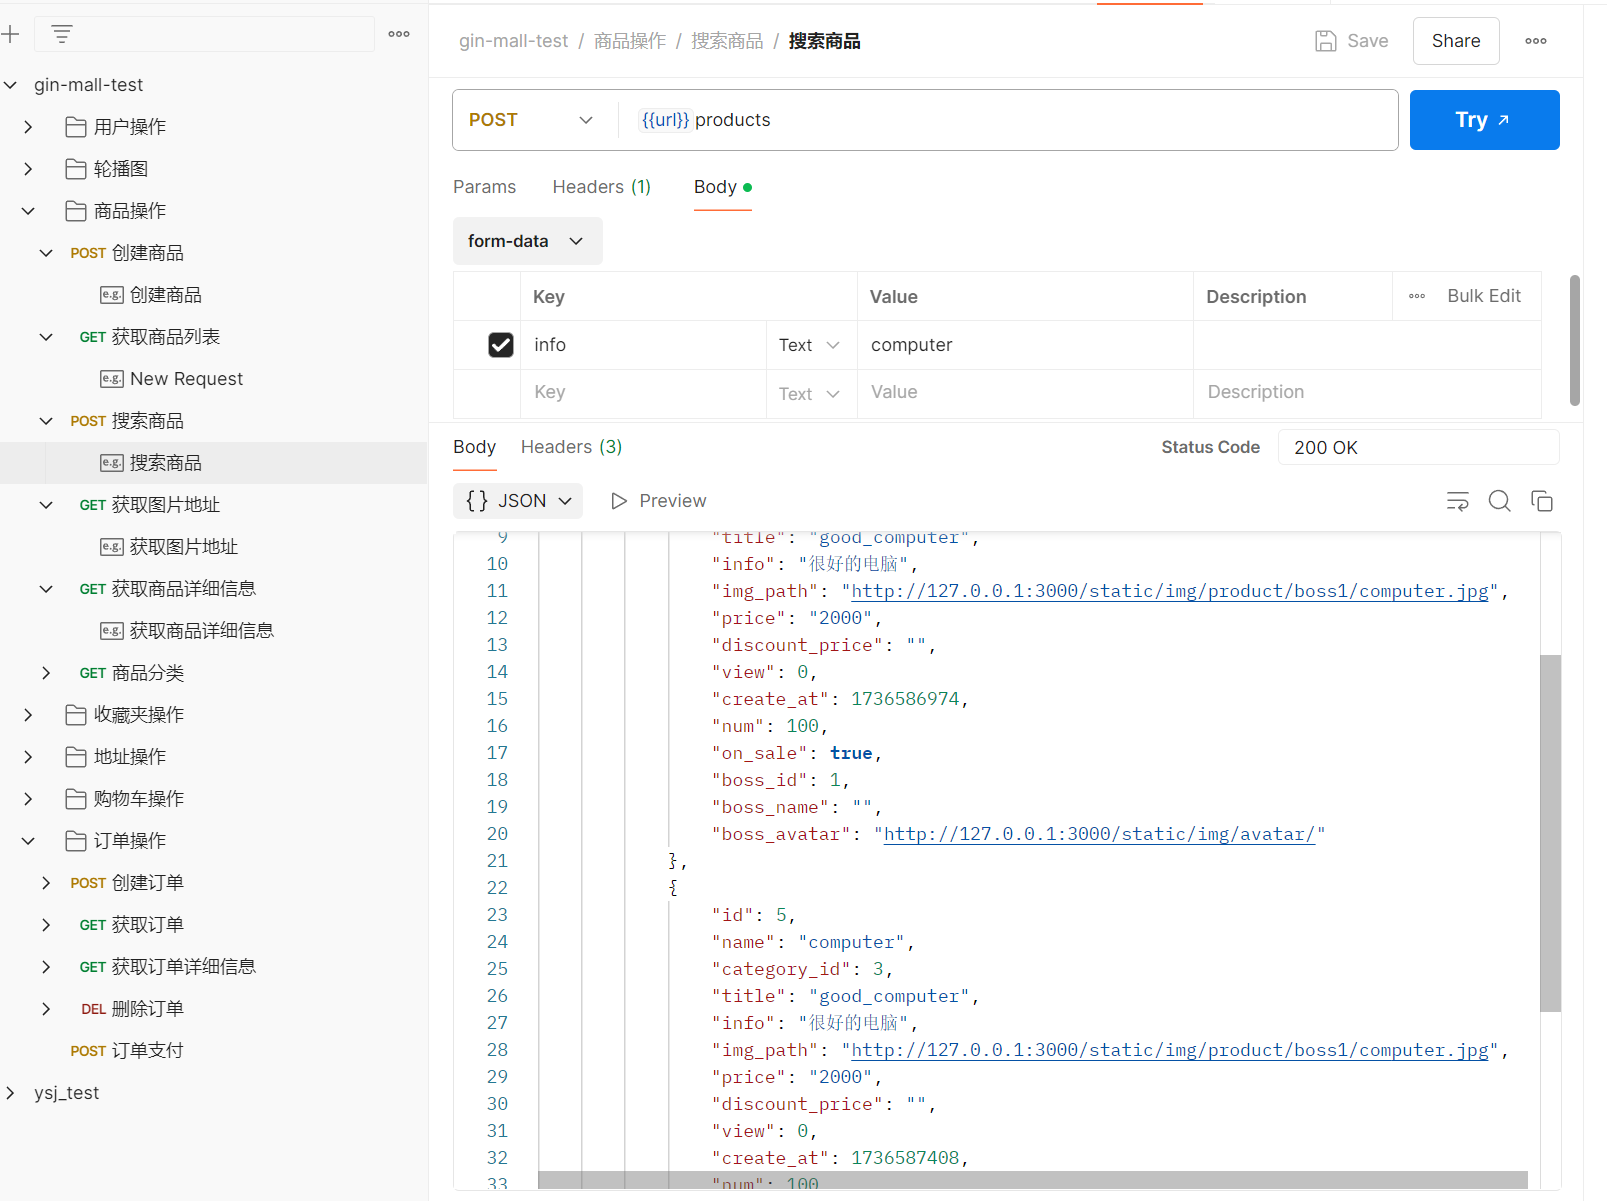 gin-mall-test
用户操作
轮播图
商品操作
POST 创建商品
e.g. 创建商品
GET 获取商品列表
e.g. New Request
POST 搜索商品
e.g. 搜索商品
GET 获取图片地址
e.g. 获取图片地址
GET 获取商品详细信息
e.g. 获取商品详细信息
GET 商品分类
收藏夹操作
地址操作
购物车操作
订单操作
POST 创建订单
GET 获取订单
GET 获取订单详细信息
DEL 删除订单
POST 订单支付
ysj_test
gin-mall-test / 商品操作 / 搜索商品 / 搜索商品
Save
Share
POST
{{url}} products
Try
Params
Headers (1)
Body
form-data
Key Value Description Bulk Edit
info Text computer
Key Text Value Description
Body Headers (3)
Status Code 200 OK
{} JSON Preview
9 "title": "good_computer",
10 "info": "很好的电脑",
11 "img_path": "http://127.0.0.1:3000/static/img/product/boss1/computer.jpg",
12 "price": "2000",
13 "discount_price": "",
14 "view": 0,
15 "create_at": 1736586974,
16 "num": 100,
17 "on_sale": true,
18 "boss_id": 1,
19 "boss_name": "",
20 "boss_avatar": "http://127.0.0.1:3000/static/img/avatar/"
21 },
22 {
23 "id": 5,
24 "name": "computer",
25 "category_id": 3,
26 "title": "good_computer",
27 "info": "很好的电脑",
28 "img_path": "http://127.0.0.1:3000/static/img/product/boss1/computer.jpg",
29 "price": "2000",
30 "discount_price": "",
31 "view": 0,
32 "create_at": 1736587408,
33 "num": 100